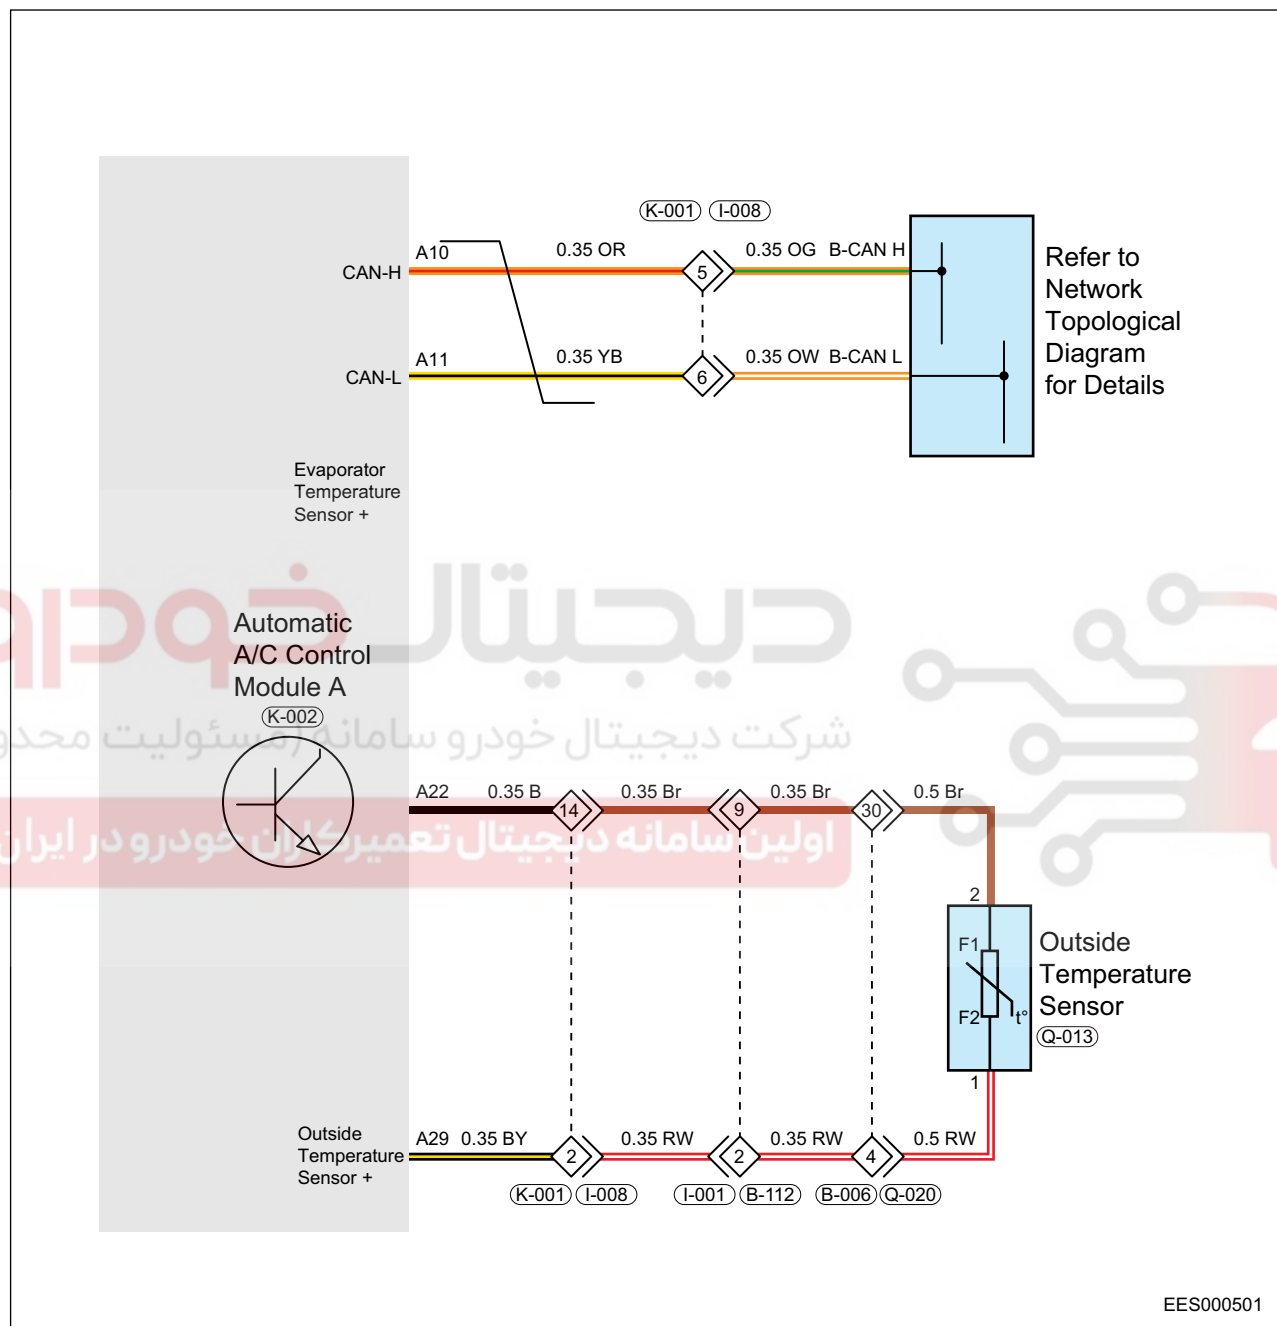 K-001 I-008
A10 0.35 OR 0.35 OG B-CAN H
CAN-H 5
A11 0.35 YB 0.35 OW B-CAN L
CAN-L 6
Refer to
Network
Topological
Diagram
for Details
Evaporator
Temperature
Sensor +
دیجیتال خودرو
Automatic
A/C Control
Module A
K-002
شرکت دیجیتال خودرو سامانه (مسئولیت
اولین سامانه دیجیتال تعمیرکاران خودرو در ایران
A22 0.35 B 14 0.35 Br 9 0.35 Br 30 0.5 Br
2
F1
F2 t°
1
Outside
Temperature
Sensor
Q-013
Outside
Temperature
Sensor +
A29 0.35 BY 2 0.35 RW 2 0.35 RW 4 0.5 RW
K-001 I-008 I-001 B-112 B-006 Q-020
EES000501